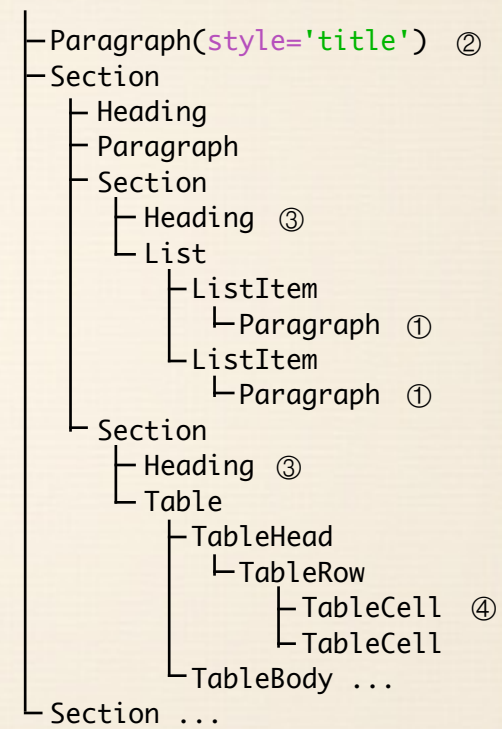 Paragraph(style='title') ②
Section
Heading
Paragraph
Section
Heading ③
List
ListItem
Paragraph ①
ListItem
Paragraph ①
Section
Heading ③
Table
TableHead
TableRow
TableCell ④
TableCell
TableBody ...
Section ...